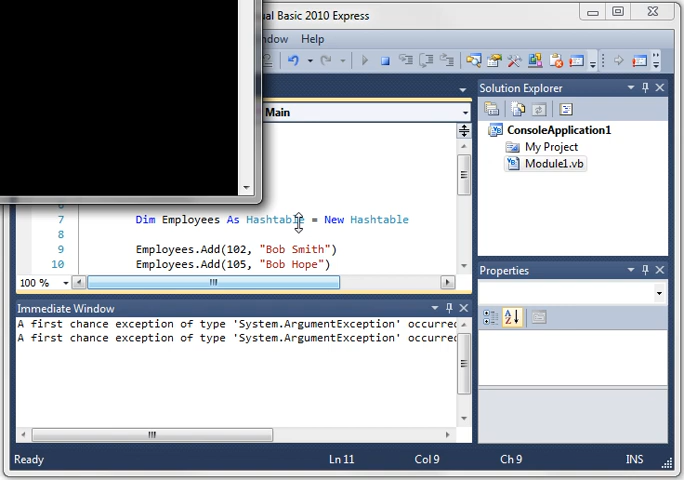 ual Basic 2010 Express
ndow Help
Main
Solution Explorer
ConsoleApplication1
My Project
Module1.vb
7 Dim Employees As Hashtable = New Hashtable
8
9 Employees.Add(102, "Bob Smith")
10 Employees.Add(105, "Bob Hope")
100 %
Properties
Immediate Window
A first chance exception of type 'System.ArgumentException' occurred
A first chance exception of type 'System.ArgumentException' occurred
Ready Ln 11 Col 9 Ch 9 INS